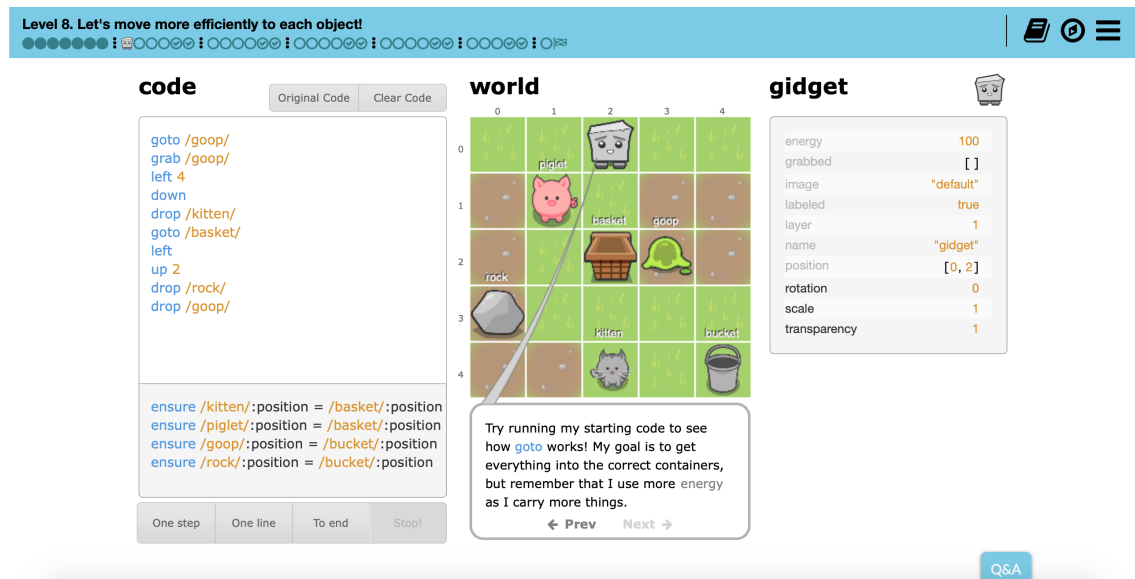 Level 8. Let's move more efficiently to each object!
code
Original Code
Clear Code
goto /goop/
grab /goop/
left 4
down
drop /kitten/
goto /basket/
left
up 2
drop /rock/
drop /goop/
ensure /kitten/:position = /basket/:position
ensure /piglet/:position = /basket/:position
ensure /goop/:position = /bucket/:position
ensure /rock/:position = /bucket/:position
One step
One line
To end
Stop!
world
0 1 2 3 4
0
piglet
1
basket goop
2
rock
3
kitten bucket
4
Try running my starting code to see
how goto works! My goal is to get
everything into the correct containers,
but remember that I use more energy
as I carry more things.
← Prev Next →
gidget
energy 100
grabbed [ ]
image "default"
labeled true
layer 1
name "gidget"
position [0, 2]
rotation 0
scale 1
transparency 1
Q&A